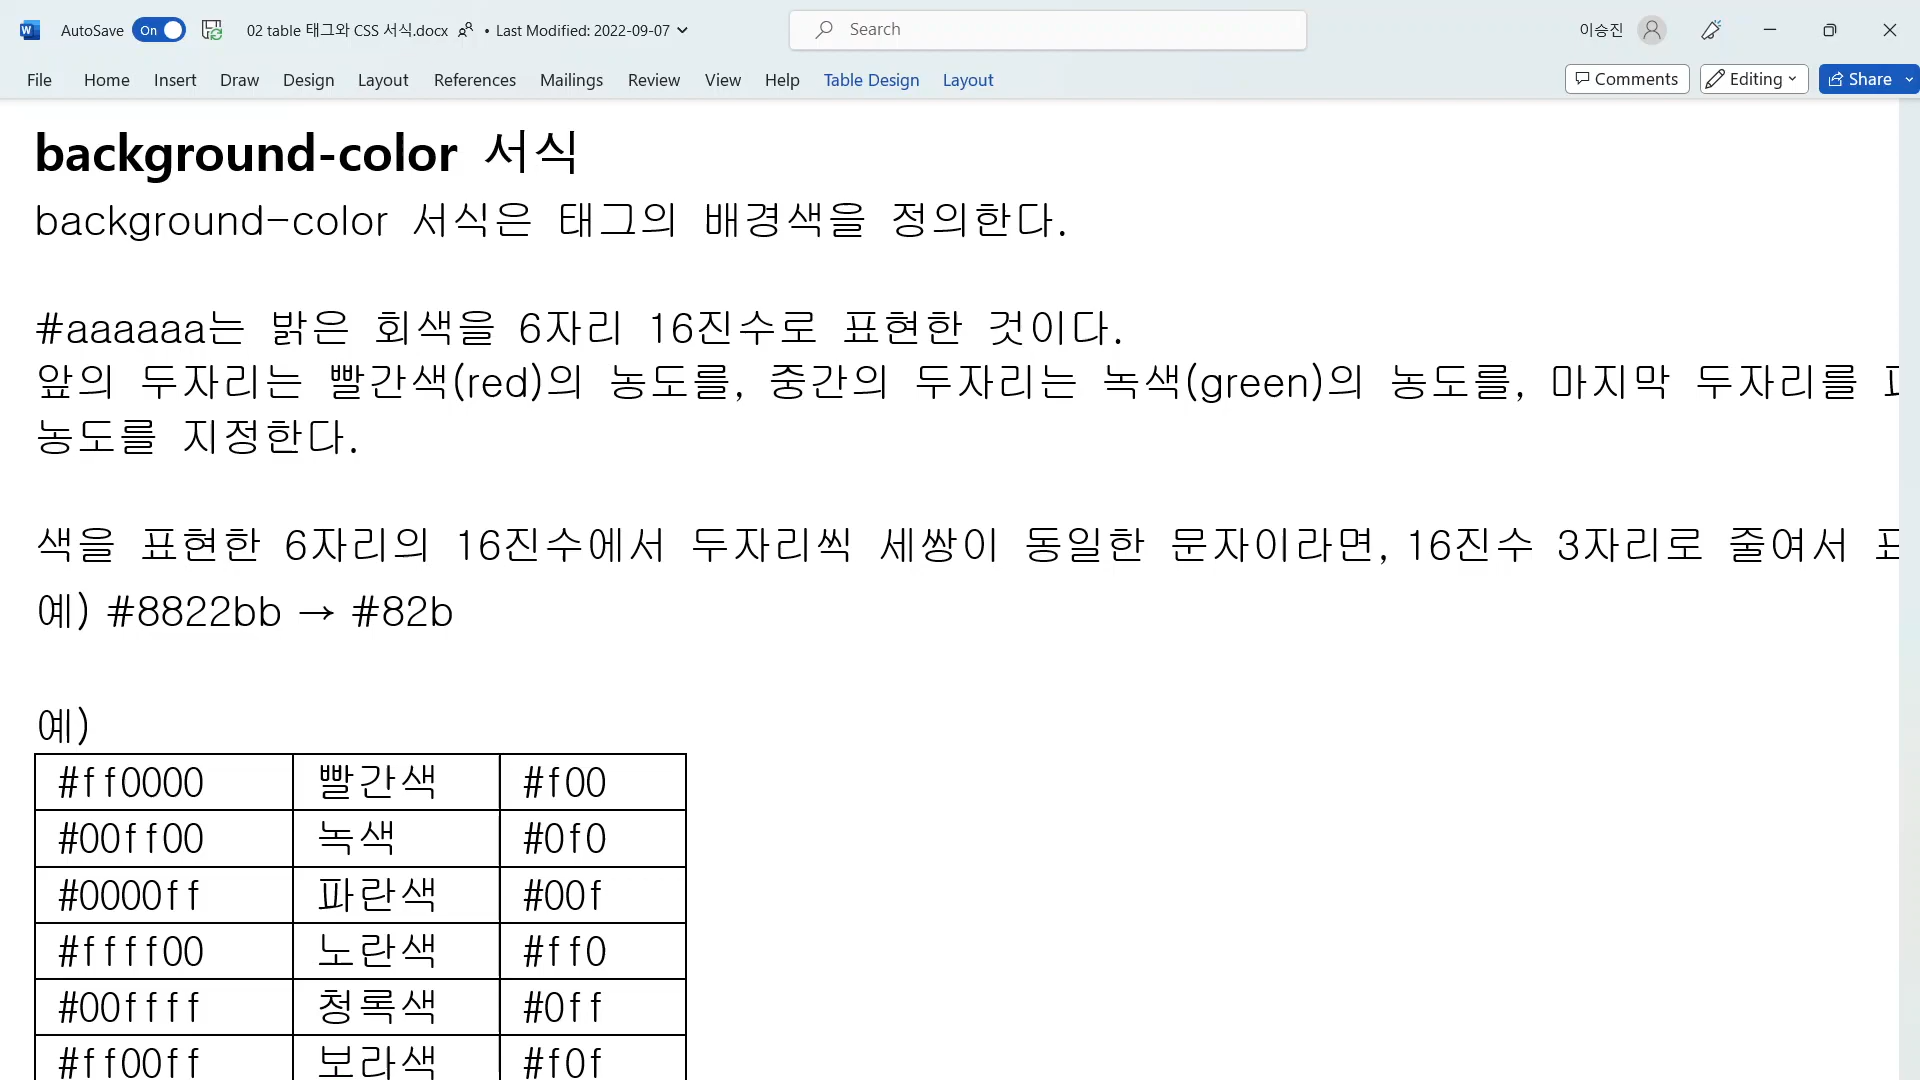 AutoSave On 02 table 태그와 CSS 서식.docx • Last Modified: 2022-09-07 Search 이승진
File Home Insert Draw Design Layout References Mailings Review View Help Table Design Layout Comments Editing Share
background-color 서식
background-color 서식은 태그의 배경색을 정의한다.
#aaaaaa는 밝은 회색을 6자리 16진수로 표현한 것이다.
앞의 두자리는 빨간색(red)의 농도를, 중간의 두자리는 녹색(green)의 농도를, 마지막 두자리를
농도를 지정한다.
색을 표현한 6자리의 16진수에서 두자리씩 세쌍이 동일한 문자이라면, 16진수 3자리로 줄여서
예) #8822bb → #82b
예)
#ff0000 빨간색 #f00
#00ff00 녹색 #0f0
#0000ff 파란색 #00f
#ffff00 노란색 #ff0
#00ffff 청록색 #0ff
#ff00ff 보라색 #f0f